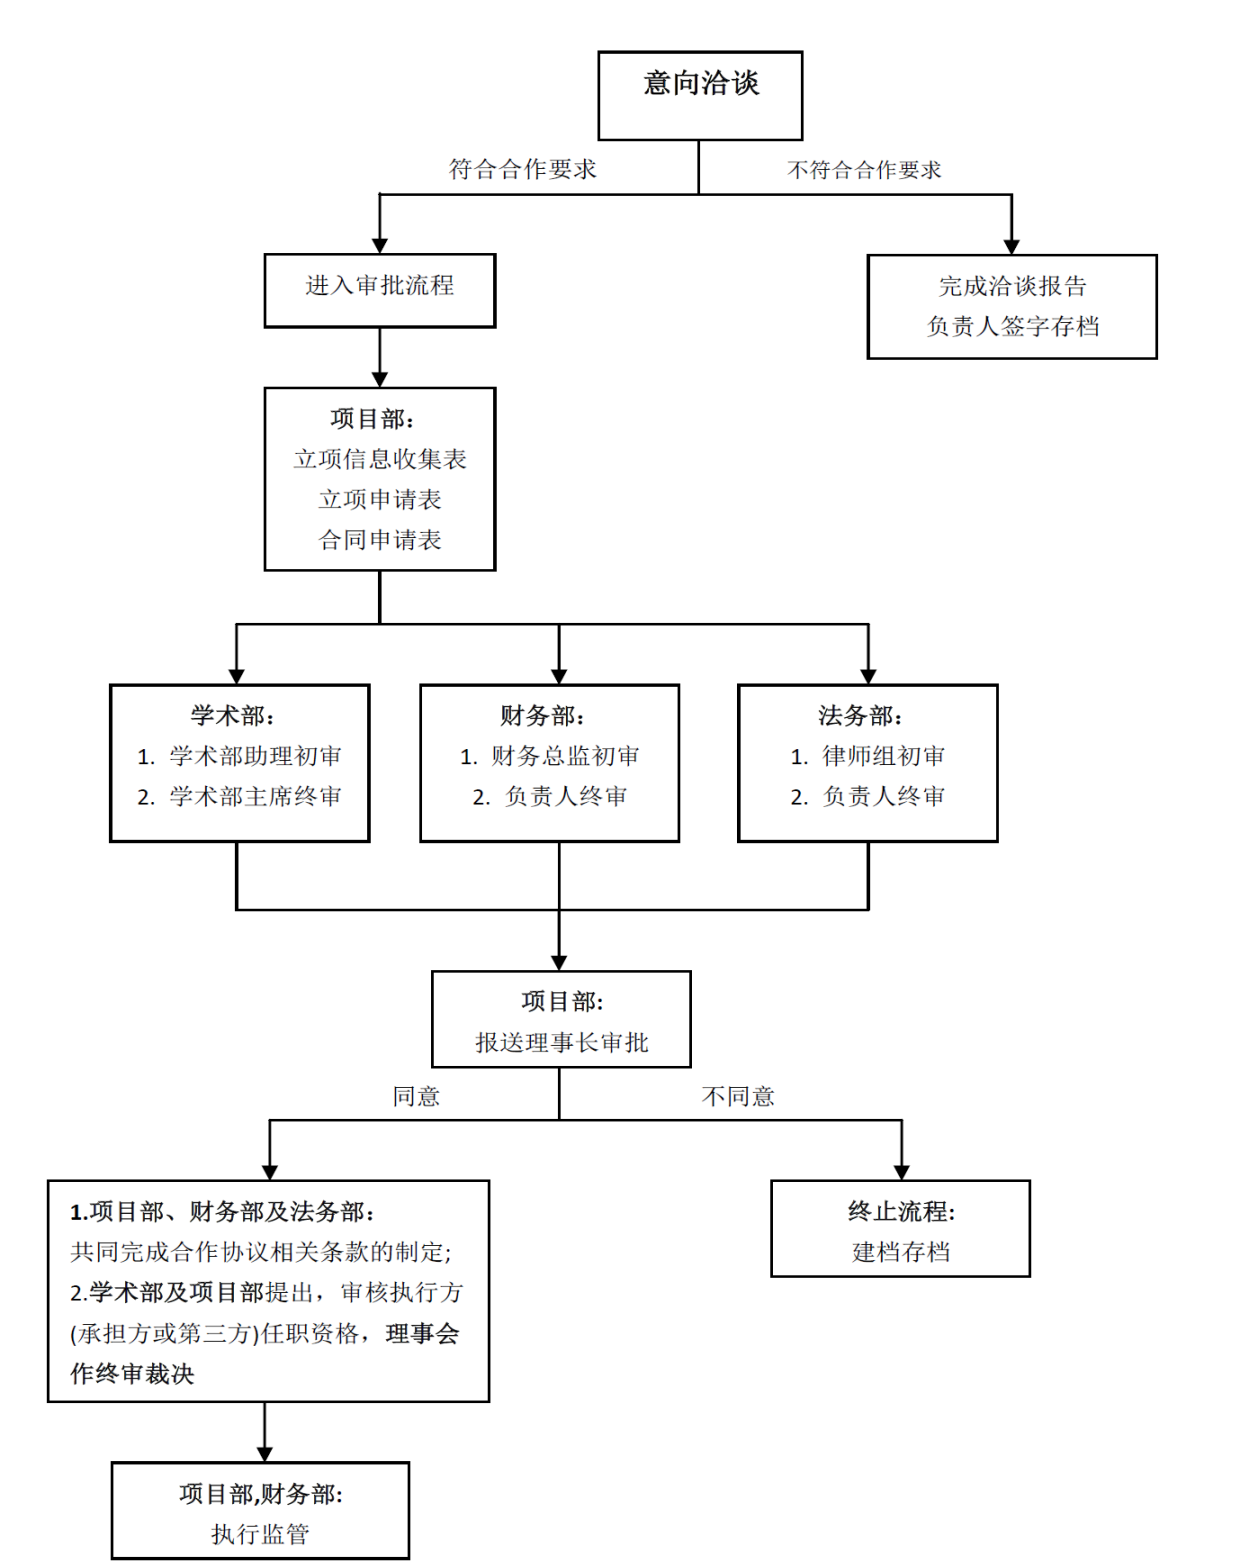 意向洽谈
符合合作要求
不符合合作要求
进入审批流程
完成洽谈报告
负责人签字存档
项目部：
立项信息收集表
立项申请表
合同申请表
学术部：
1. 学术部助理初审
2. 学术部主席终审
财务部：
1. 财务总监初审
2. 负责人终审
法务部：
1. 律师组初审
2. 负责人终审
项目部:
报送理事长审批
同意
不同意
1.项目部、财务部及法务部：
共同完成合作协议相关条款的制定;
2.学术部及项目部提出，审核执行方
(承担方或第三方)任职资格，理事会
作终审裁决
终止流程:
建档存档
项目部,财务部:
执行监管